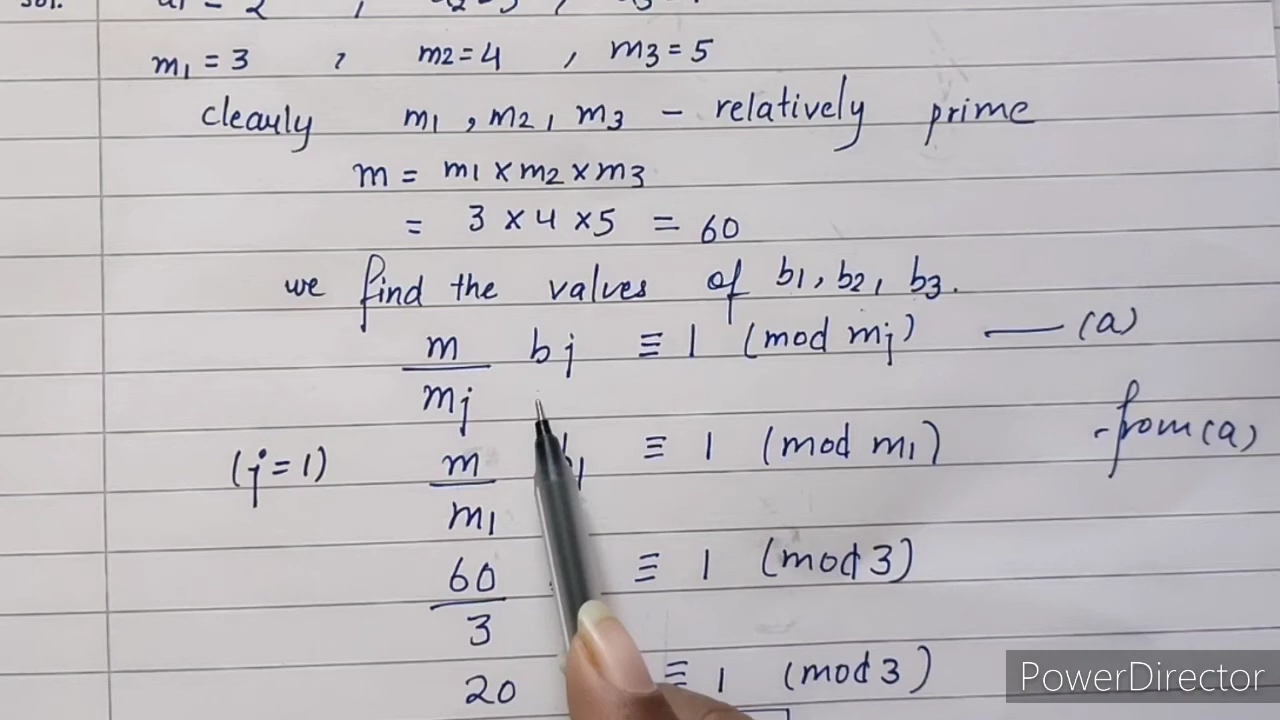 m1 = 3 , m2 = 4 , m3 = 5
clearly m1 , m2 , m3 - relatively prime
m = m1 × m2 × m3
= 3 × 4 × 5 = 60
we find the values of b1, b2, b3.
m/mj bj ≡ 1 (mod mj) — (a)
(j=1) m/m1 b1 ≡ 1 (mod m1) - from (a)
60/3 ≡ 1 (mod 3)
20 ≡ 1 (mod 3)
PowerDirector